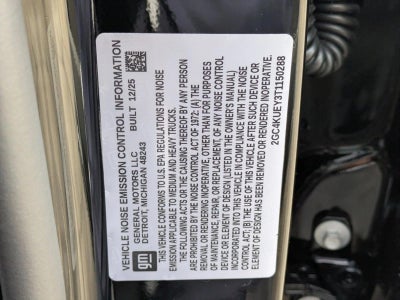 VEHICLE NOISE EMISSION CONTROL INFORMATION
GENERAL MOTORS LLC
DETROIT, MICHIGAN 48243
BUILT 12/25
gm
THIS VEHICLE CONFORMS TO U.S. EPA REGULATIONS FOR NOISE
EMISSION APPLICABLE TO MEDIUM AND HEAVY TRUCKS.
THE FOLLOWING ACTS OR THE CAUSING THEREOF BY ANY PERSON
ARE PROHIBITED BY THE NOISE CONTROL ACT OF 1972: (A) THE
REMOVAL OR RENDERING INOPERATIVE, OTHER THAN FOR PURPOSES
OF MAINTENANCE, REPAIR, OR REPLACEMENT, OF ANY NOISE CONTROL
DEVICE OR ELEMENT OF DESIGN (LISTED IN THE OWNER'S MANUAL)
INCORPORATED INTO THIS VEHICLE IN COMPLIANCE WITH THE NOISE
CONTROL ACT; (B) THE USE OF THIS VEHICLE AFTER SUCH DEVICE OR
ELEMENT OF DESIGN HAS BEEN REMOVED OR RENDERED INOPERATIVE.
2GC4KUEY3T1150288